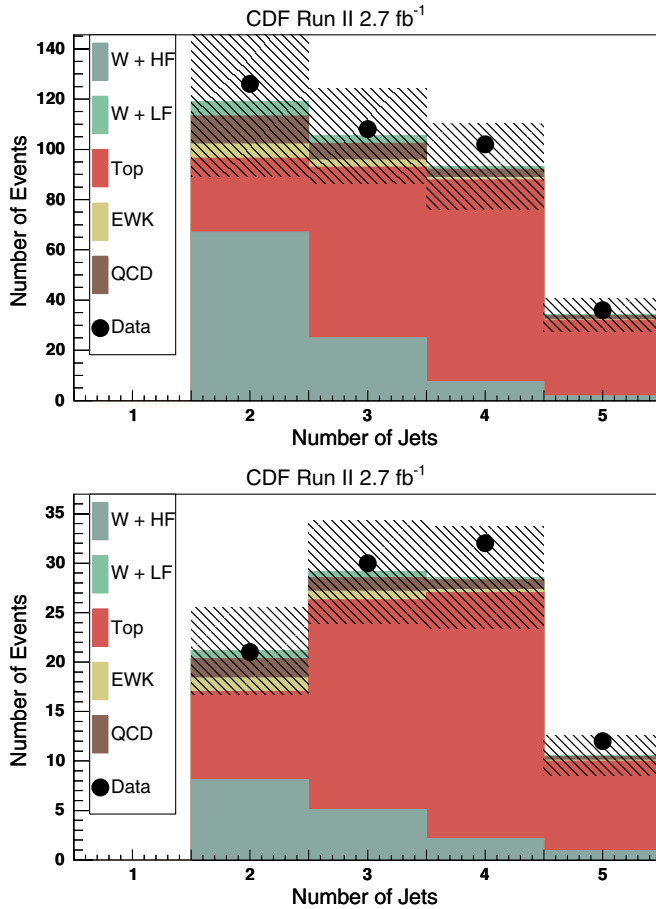 CDF Run II 2.7 fb⁻¹
Number of Events
140
120
100
80
60
40
20
0
W + HF
W + LF
Top
EWK
QCD
Data
1 2 3 4 5
Number of Jets
CDF Run II 2.7 fb⁻¹
Number of Events
35
30
25
20
15
10
5
0
W + HF
W + LF
Top
EWK
QCD
Data
1 2 3 4 5
Number of Jets